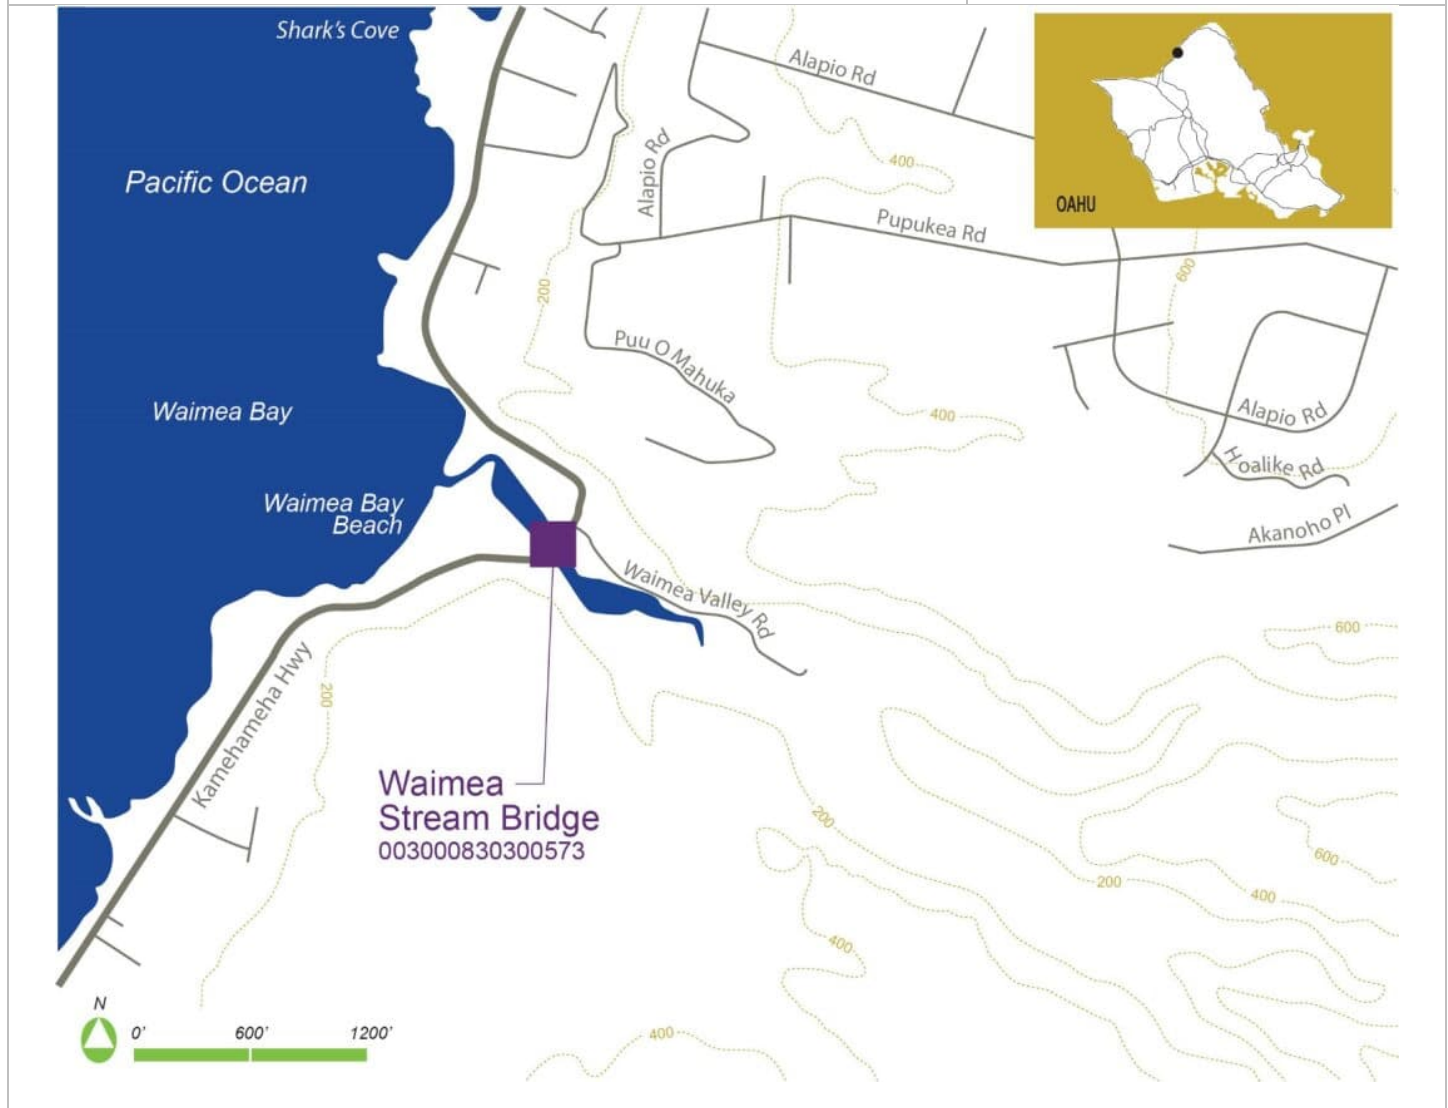 Shark's Cove
Alapio Rd
400
Alapio Rd
OAHU
Pacific Ocean
Pupukea Rd
600
200
Puu O Mahuka
Waimea Bay
400
Alapio Rd
Hoalike Rd
Waimea Bay
Beach
Akanoho Pl
Waimea Valley Rd
600
200
Kamehameha Hwy
Waimea
Stream Bridge
003000830300573
200
600
200
400
400
N
0'
600'
1200'
400